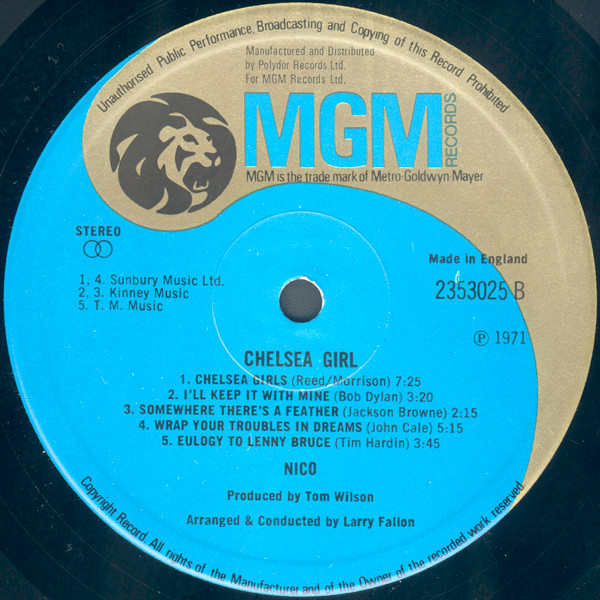 Unauthorised Public Performance, Broadcasting and Copying of this Record Prohibited
Manufactured and Distributed
by Polydor Records Ltd.
For MGM Records Ltd.
MGM
RECORDS
MGM is the trade mark of Metro-Goldwyn-Mayer
STEREO
1, 4. Sunbury Music Ltd.
2, 3. Kinney Music
5. T. M. Music
Made in England
2353025 B
Ⓟ 1971
CHELSEA GIRL
1. CHELSEA GIRLS (Reed/Morrison) 7:25
2. I'LL KEEP IT WITH MINE (Bob Dylan) 3:20
3. SOMEWHERE THERE'S A FEATHER (Jackson Browne) 2:15
4. WRAP YOUR TROUBLES IN DREAMS (John Cale) 5:15
5. EULOGY TO LENNY BRUCE (Tim Hardin) 3:45
NICO
Produced by Tom Wilson
Arranged & Conducted by Larry Fallon
Copyright Record. All rights of the Manufacturer and of the Owner of the recorded work reserved